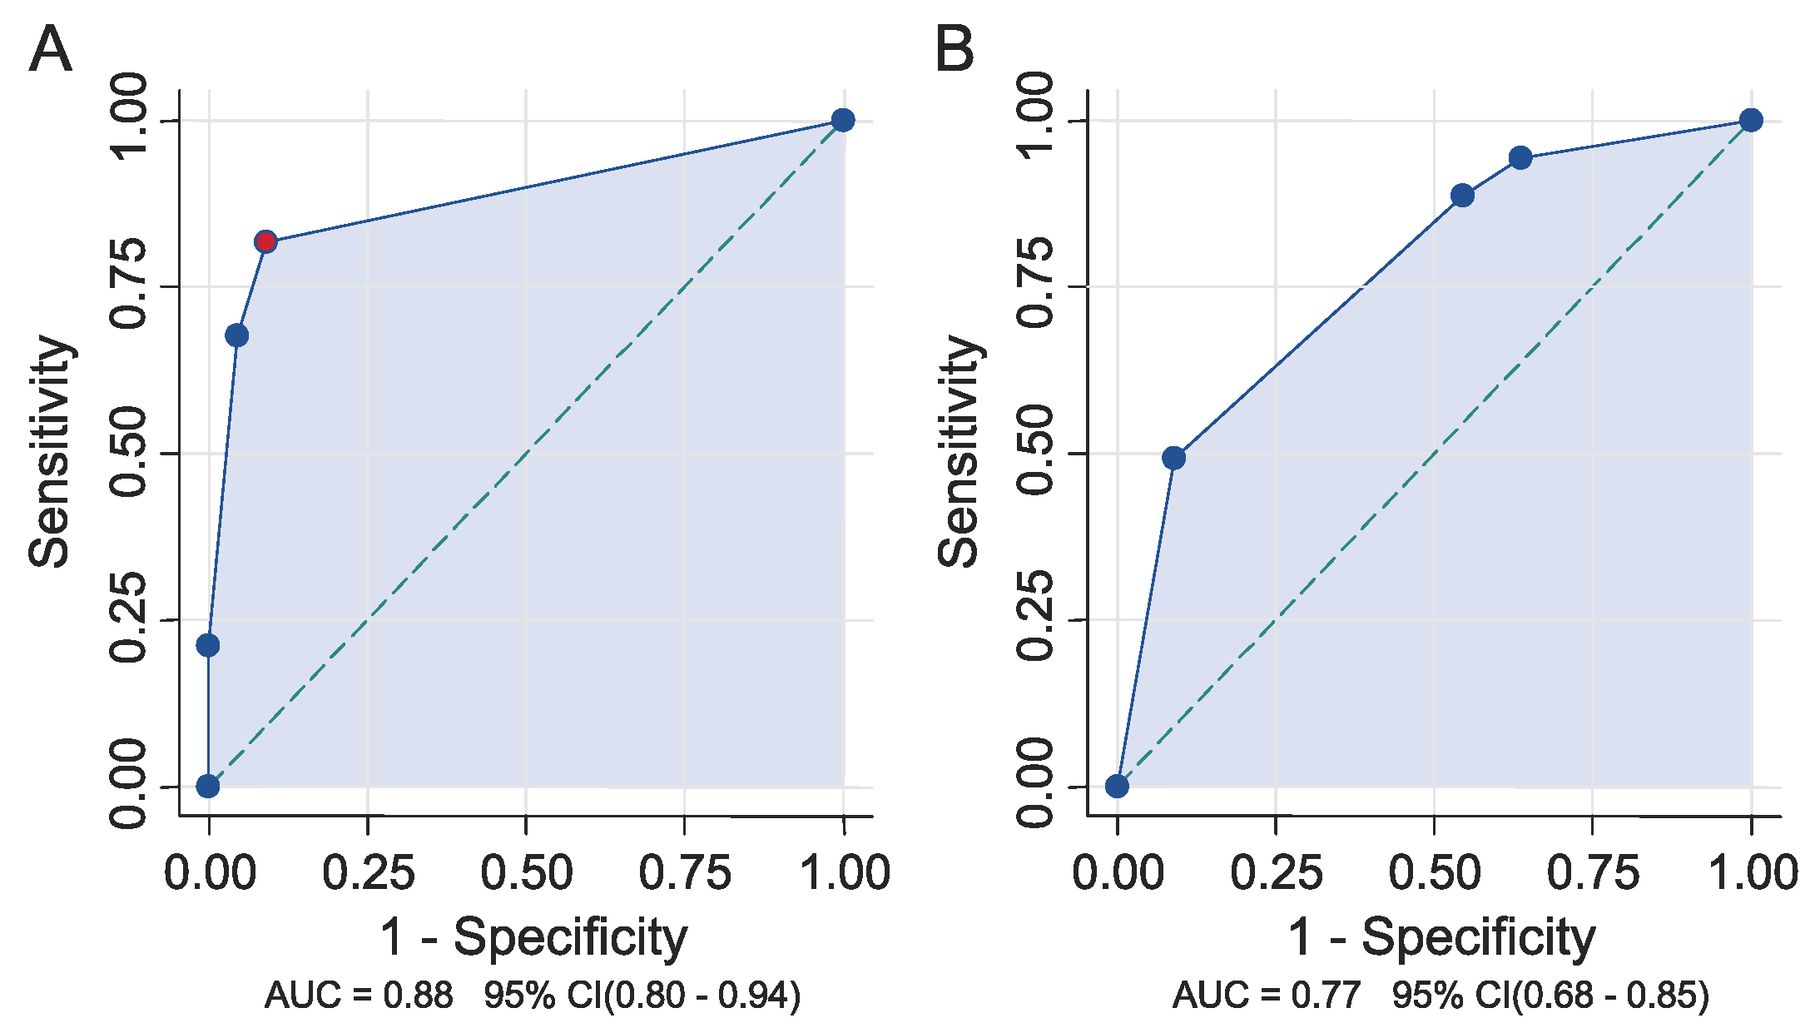 A
Sensitivity
1.00
0.75
0.50
0.25
0.00
0.00 0.25 0.50 0.75 1.00
1 - Specificity
AUC = 0.88 95% CI(0.80 - 0.94)
B
Sensitivity
1.00
0.75
0.50
0.25
0.00
0.00 0.25 0.50 0.75 1.00
1 - Specificity
AUC = 0.77 95% CI(0.68 - 0.85)